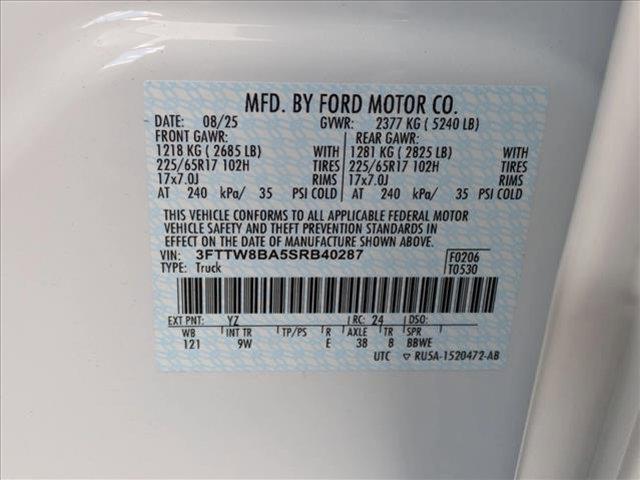 MFD. BY FORD MOTOR CO.
DATE: 08/25 GVWR: 2377 KG ( 5240 LB)
FRONT GAWR: REAR GAWR:
1218 KG ( 2685 LB) WITH 1281 KG ( 2825 LB) WITH
225/65R17 102H TIRES 225/65R17 102H TIRES
17x7.0J RIMS 17x7.0J RIMS
AT 240 kPa/ 35 PSI COLD AT 240 kPa/ 35 PSI COLD
THIS VEHICLE CONFORMS TO ALL APPLICABLE FEDERAL MOTOR
VEHICLE SAFETY AND THEFT PREVENTION STANDARDS IN
EFFECT ON THE DATE OF MANUFACTURE SHOWN ABOVE.
VIN: 3FTTW8BA5SRB40287 F0206
TYPE: Truck T0530
EXT PNT: YZ RC: 24 DSO:
WB INT TR TP/PS R AXLE TR SPR
121 9W E 38 8 BBWE
UTC RU5A-1520472-AB